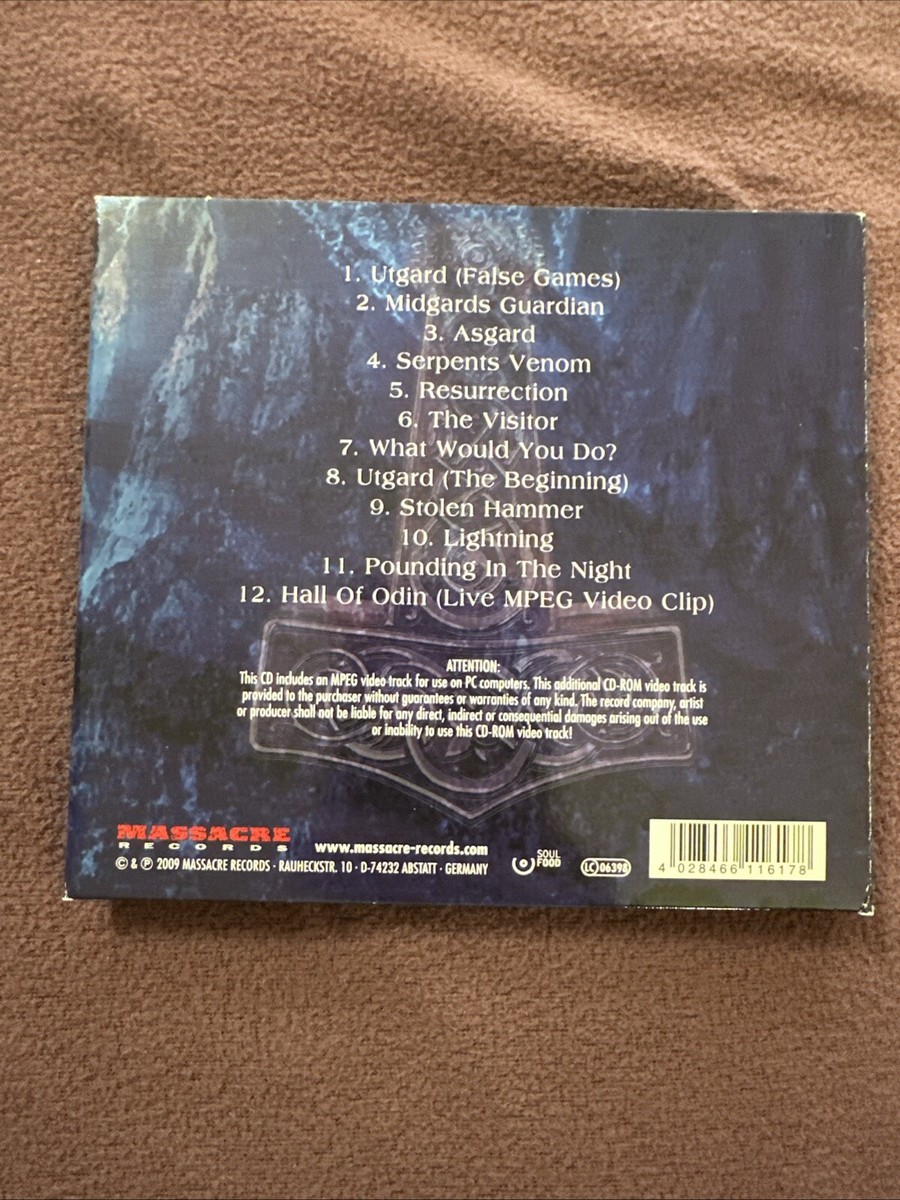 1. Utgard (False Games)
2. Midgards Guardian
3. Asgard
4. Serpents Venom
5. Resurrection
6. The Visitor
7. What Would You Do?
8. Utgard (The Beginning)
9. Stolen Hammer
10. Lightning
11. Pounding In The Night
12. Hall Of Odin (Live MPEG Video Clip)
ATTENTION:
This CD includes an MPEG video track for use on PC computers. This additional CD-ROM video track is
provided to the purchaser without guarantees or warranties of any kind. The record company, artist
or producer shall not be liable for any direct, indirect or consequential damages arising out of the use
or inability to use this CD-ROM video track!
MASSACRE
RECORDS
www.massacre-records.com
© & ℗ 2009 MASSACRE RECORDS · RAUHECKSTR. 10 · D-74232 ABSTATT · GERMANY
SOUL
FOOD
LC 06398
4 028466 116178